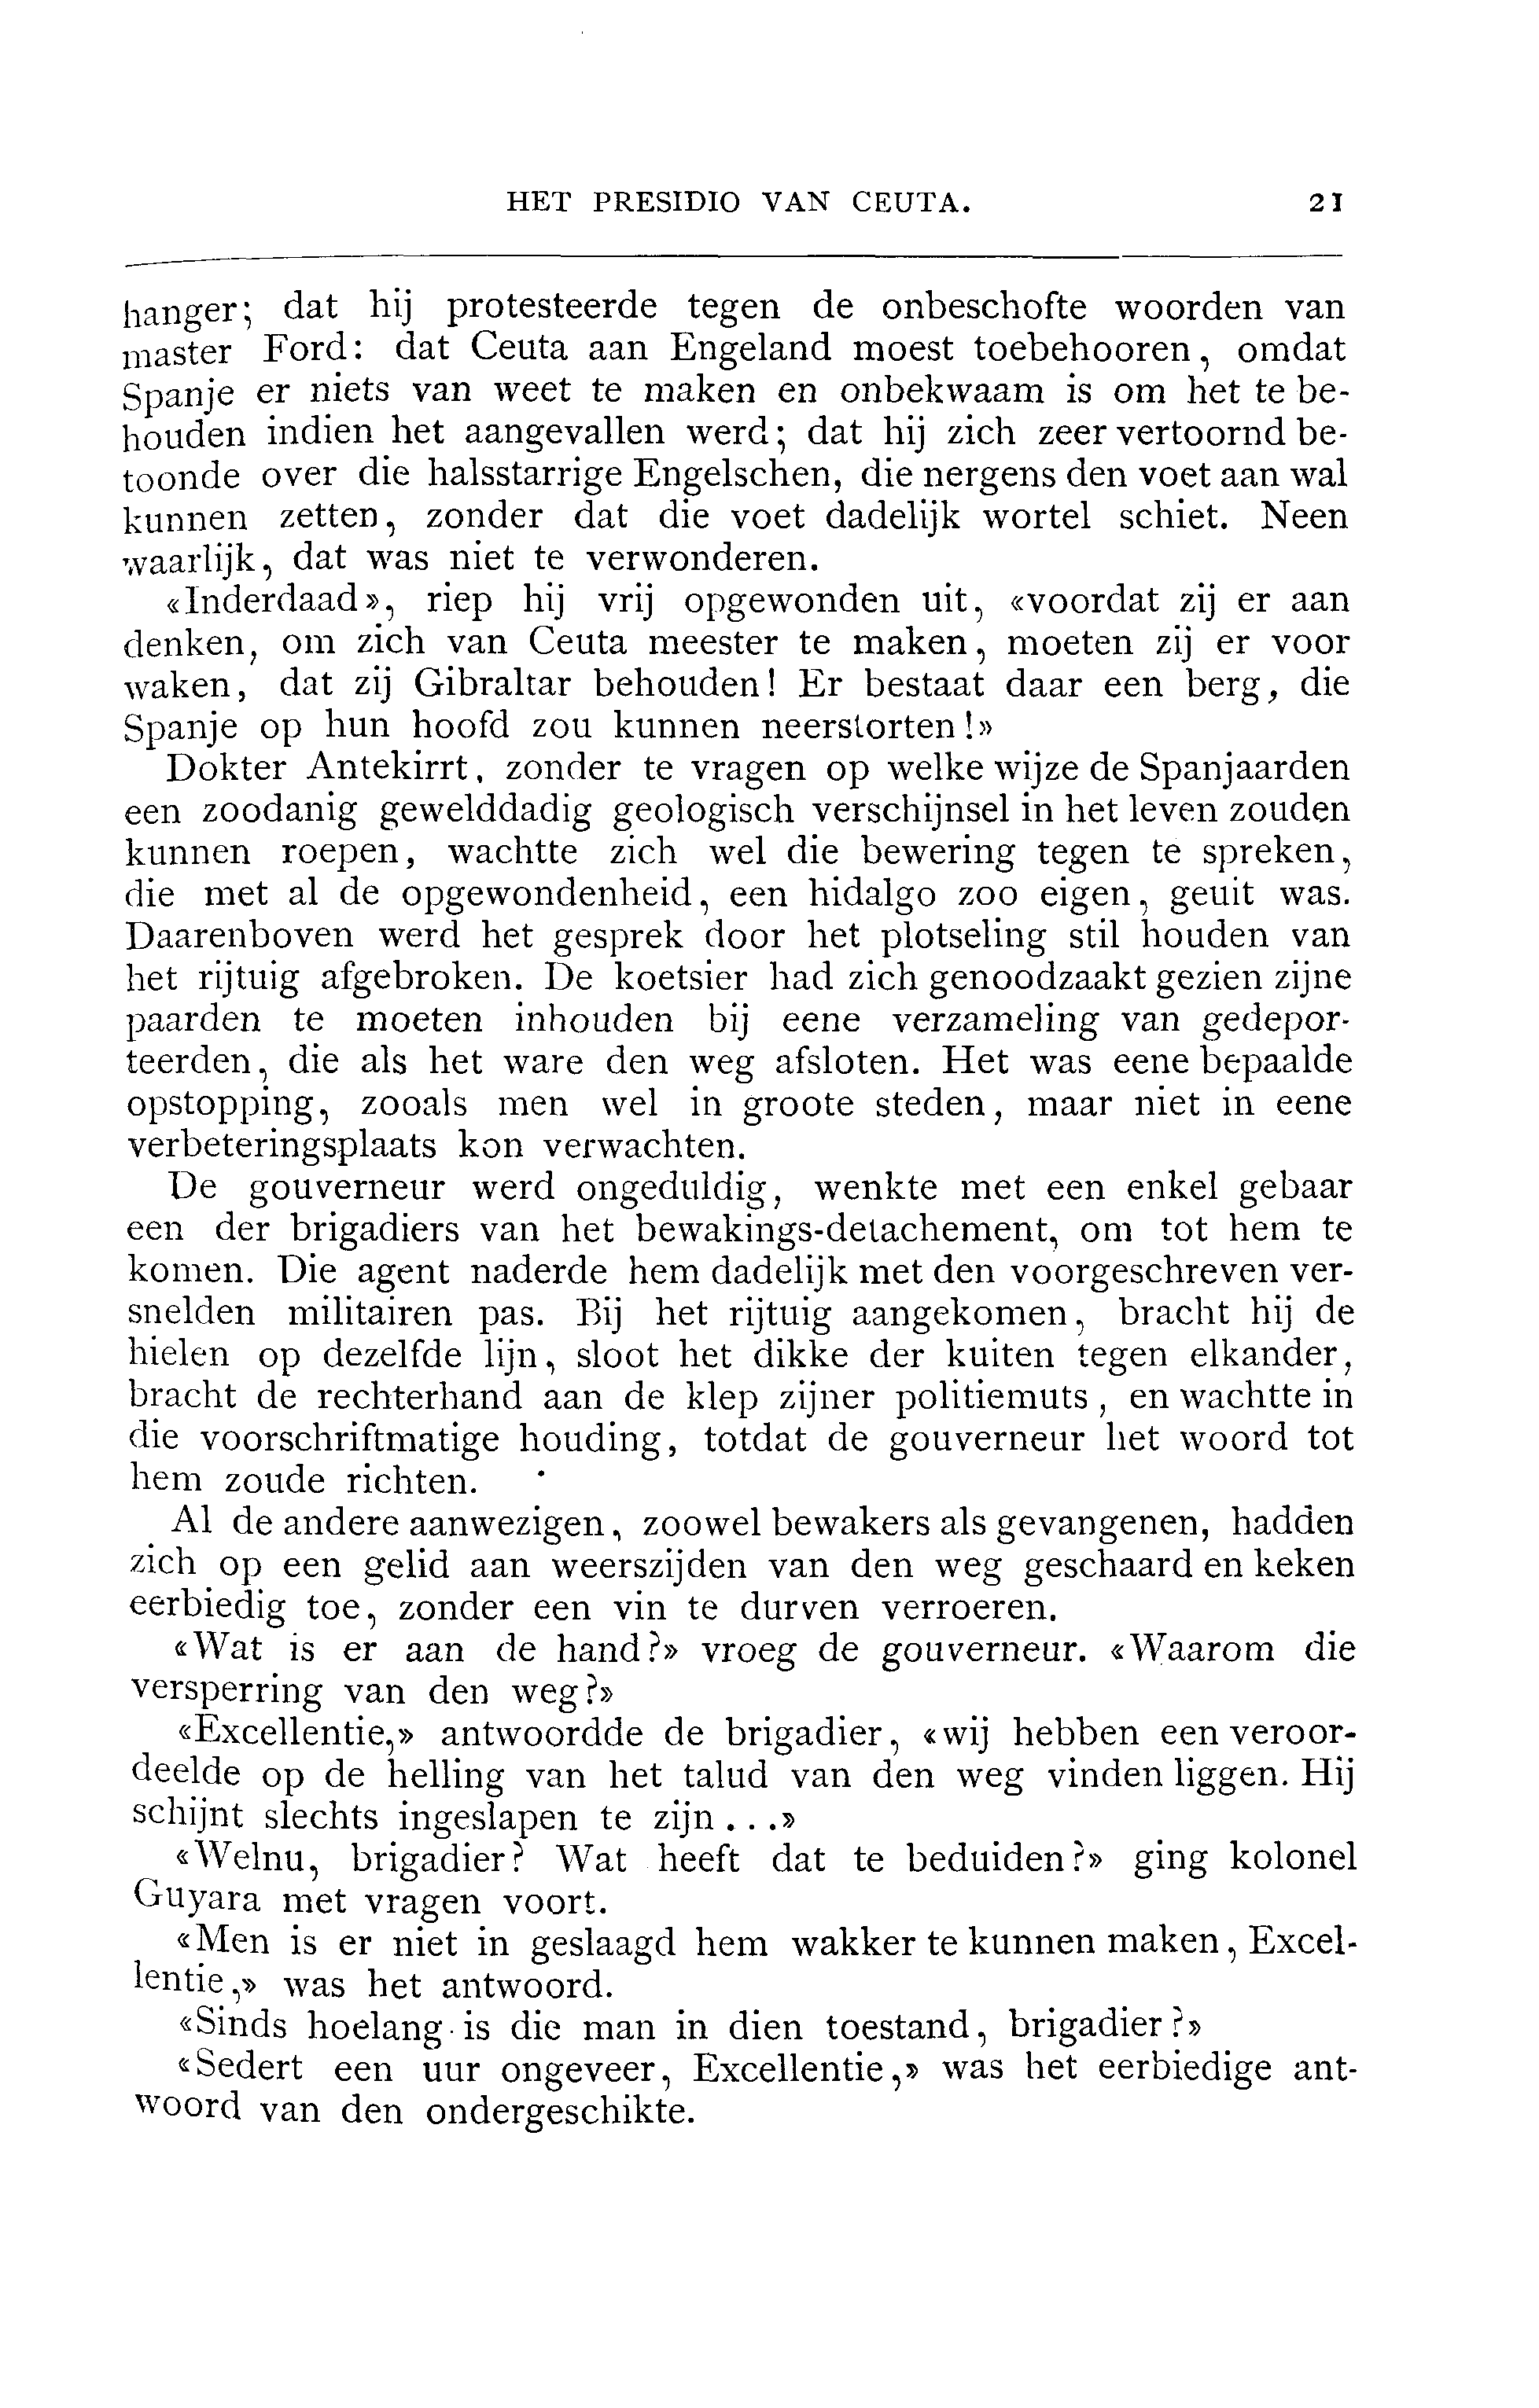 HET PRESIDIO VAN CEUTA. 21
hanger; dat hij protesteerde tegen de onbeschofte woorden van
master Ford: dat Ceuta aan Engeland moest toebehooren, omdat
Spanje er niets van weet te maken en onbekwaam is om het te be-
houden indien het aangevallen werd; dat hij zich zeer vertoornd be-
toonde over die halsstarrige Engelschen, die nergens den voet aan wal
kunnen zetten, zonder dat die voet dadelijk wortel schiet. Neen
waarlijk, dat was niet te verwonderen.
«Inderdaad», riep hij vrij opgewonden uit, «voordat zij er aan
denken, om zich van Ceuta meester te maken, moeten zij er voor
waken, dat zij Gibraltar behouden! Er bestaat daar een berg, die
Spanje op hun hoofd zou kunnen neerstorten!»
Dokter Antekirrt, zonder te vragen op welke wijze de Spanjaarden
een zoodanig gewelddadig geologisch verschijnsel in het leven zouden
kunnen roepen, wachtte zich wel die bewering tegen te spreken,
die met al de opgewondenheid, een hidalgo zoo eigen, geuit was.
Daarenboven werd het gesprek door het plotseling stil houden van
het rijtuig afgebroken. De koetsier had zich genoodzaakt gezien zijne
paarden te moeten inhouden bij eene verzameling van gedepor-
teerden, die als het ware den weg afsloten. Het was eene bepaalde
opstopping, zooals men wel in groote steden, maar niet in eene
verbeteringsplaats kon verwachten.
De gouverneur werd ongeduldig, wenkte met een enkel gebaar
een der brigadiers van het bewakings-detachement, om tot hem te
komen. Die agent naderde hem dadelijk met den voorgeschreven ver-
snelden militairen pas. Bij het rijtuig aangekomen, bracht hij de
hielen op dezelfde lijn, sloot het dikke der kuiten tegen elkander,
bracht de rechterhand aan de klep zijner politiemuts, en wachtte in
die voorschriftmatige houding, totdat de gouverneur het woord tot
hem zoude richten.
Al de andere aanwezigen, zoowel bewakers als gevangenen, hadden
zich op een gelid aan weerszijden van den weg geschaard en keken
eerbiedig toe, zonder een vin te durven verroeren.
«Wat is er aan de hand?» vroeg de gouverneur. «Waarom die
versperring van den weg?»
«Excellentie,» antwoordde de brigadier, «wij hebben een veroor-
deelde op de helling van het talud van den weg vinden liggen. Hij
schijnt slechts ingeslapen te zijn...»
«Welnu, brigadier? Wat heeft dat te beduiden?» ging kolonel
Guyara met vragen voort.
«Men is er niet in geslaagd hem wakker te kunnen maken, Excel-
lentie,» was het antwoord.
«Sinds hoelang is die man in dien toestand, brigadier?»
«Sedert een uur ongeveer, Excellentie,» was het eerbiedige ant-
woord van den ondergeschikte.